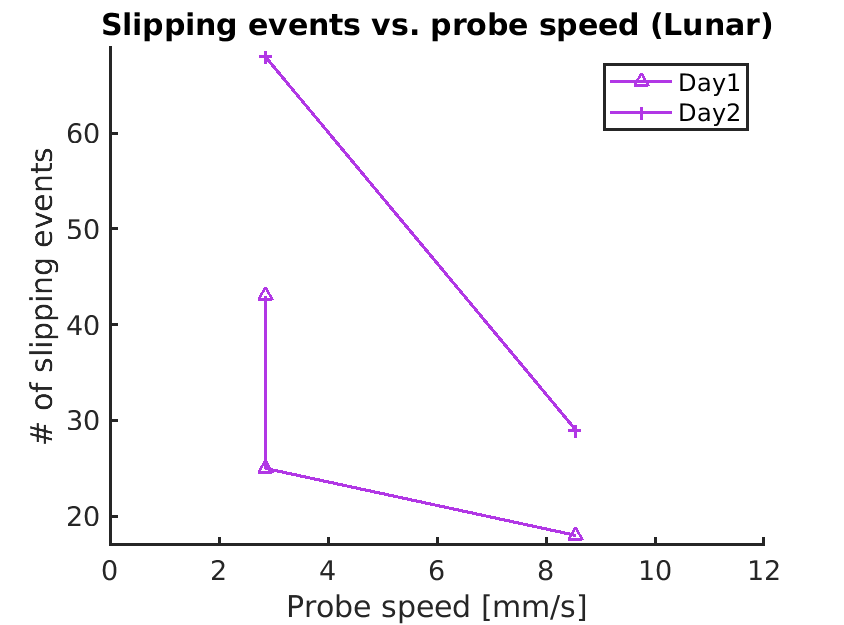 Slipping events vs. probe speed (Lunar)
Day1
Day2
# of slipping events
60
50
40
30
20
0 2 4 6 8 10 12
Probe speed [mm/s]